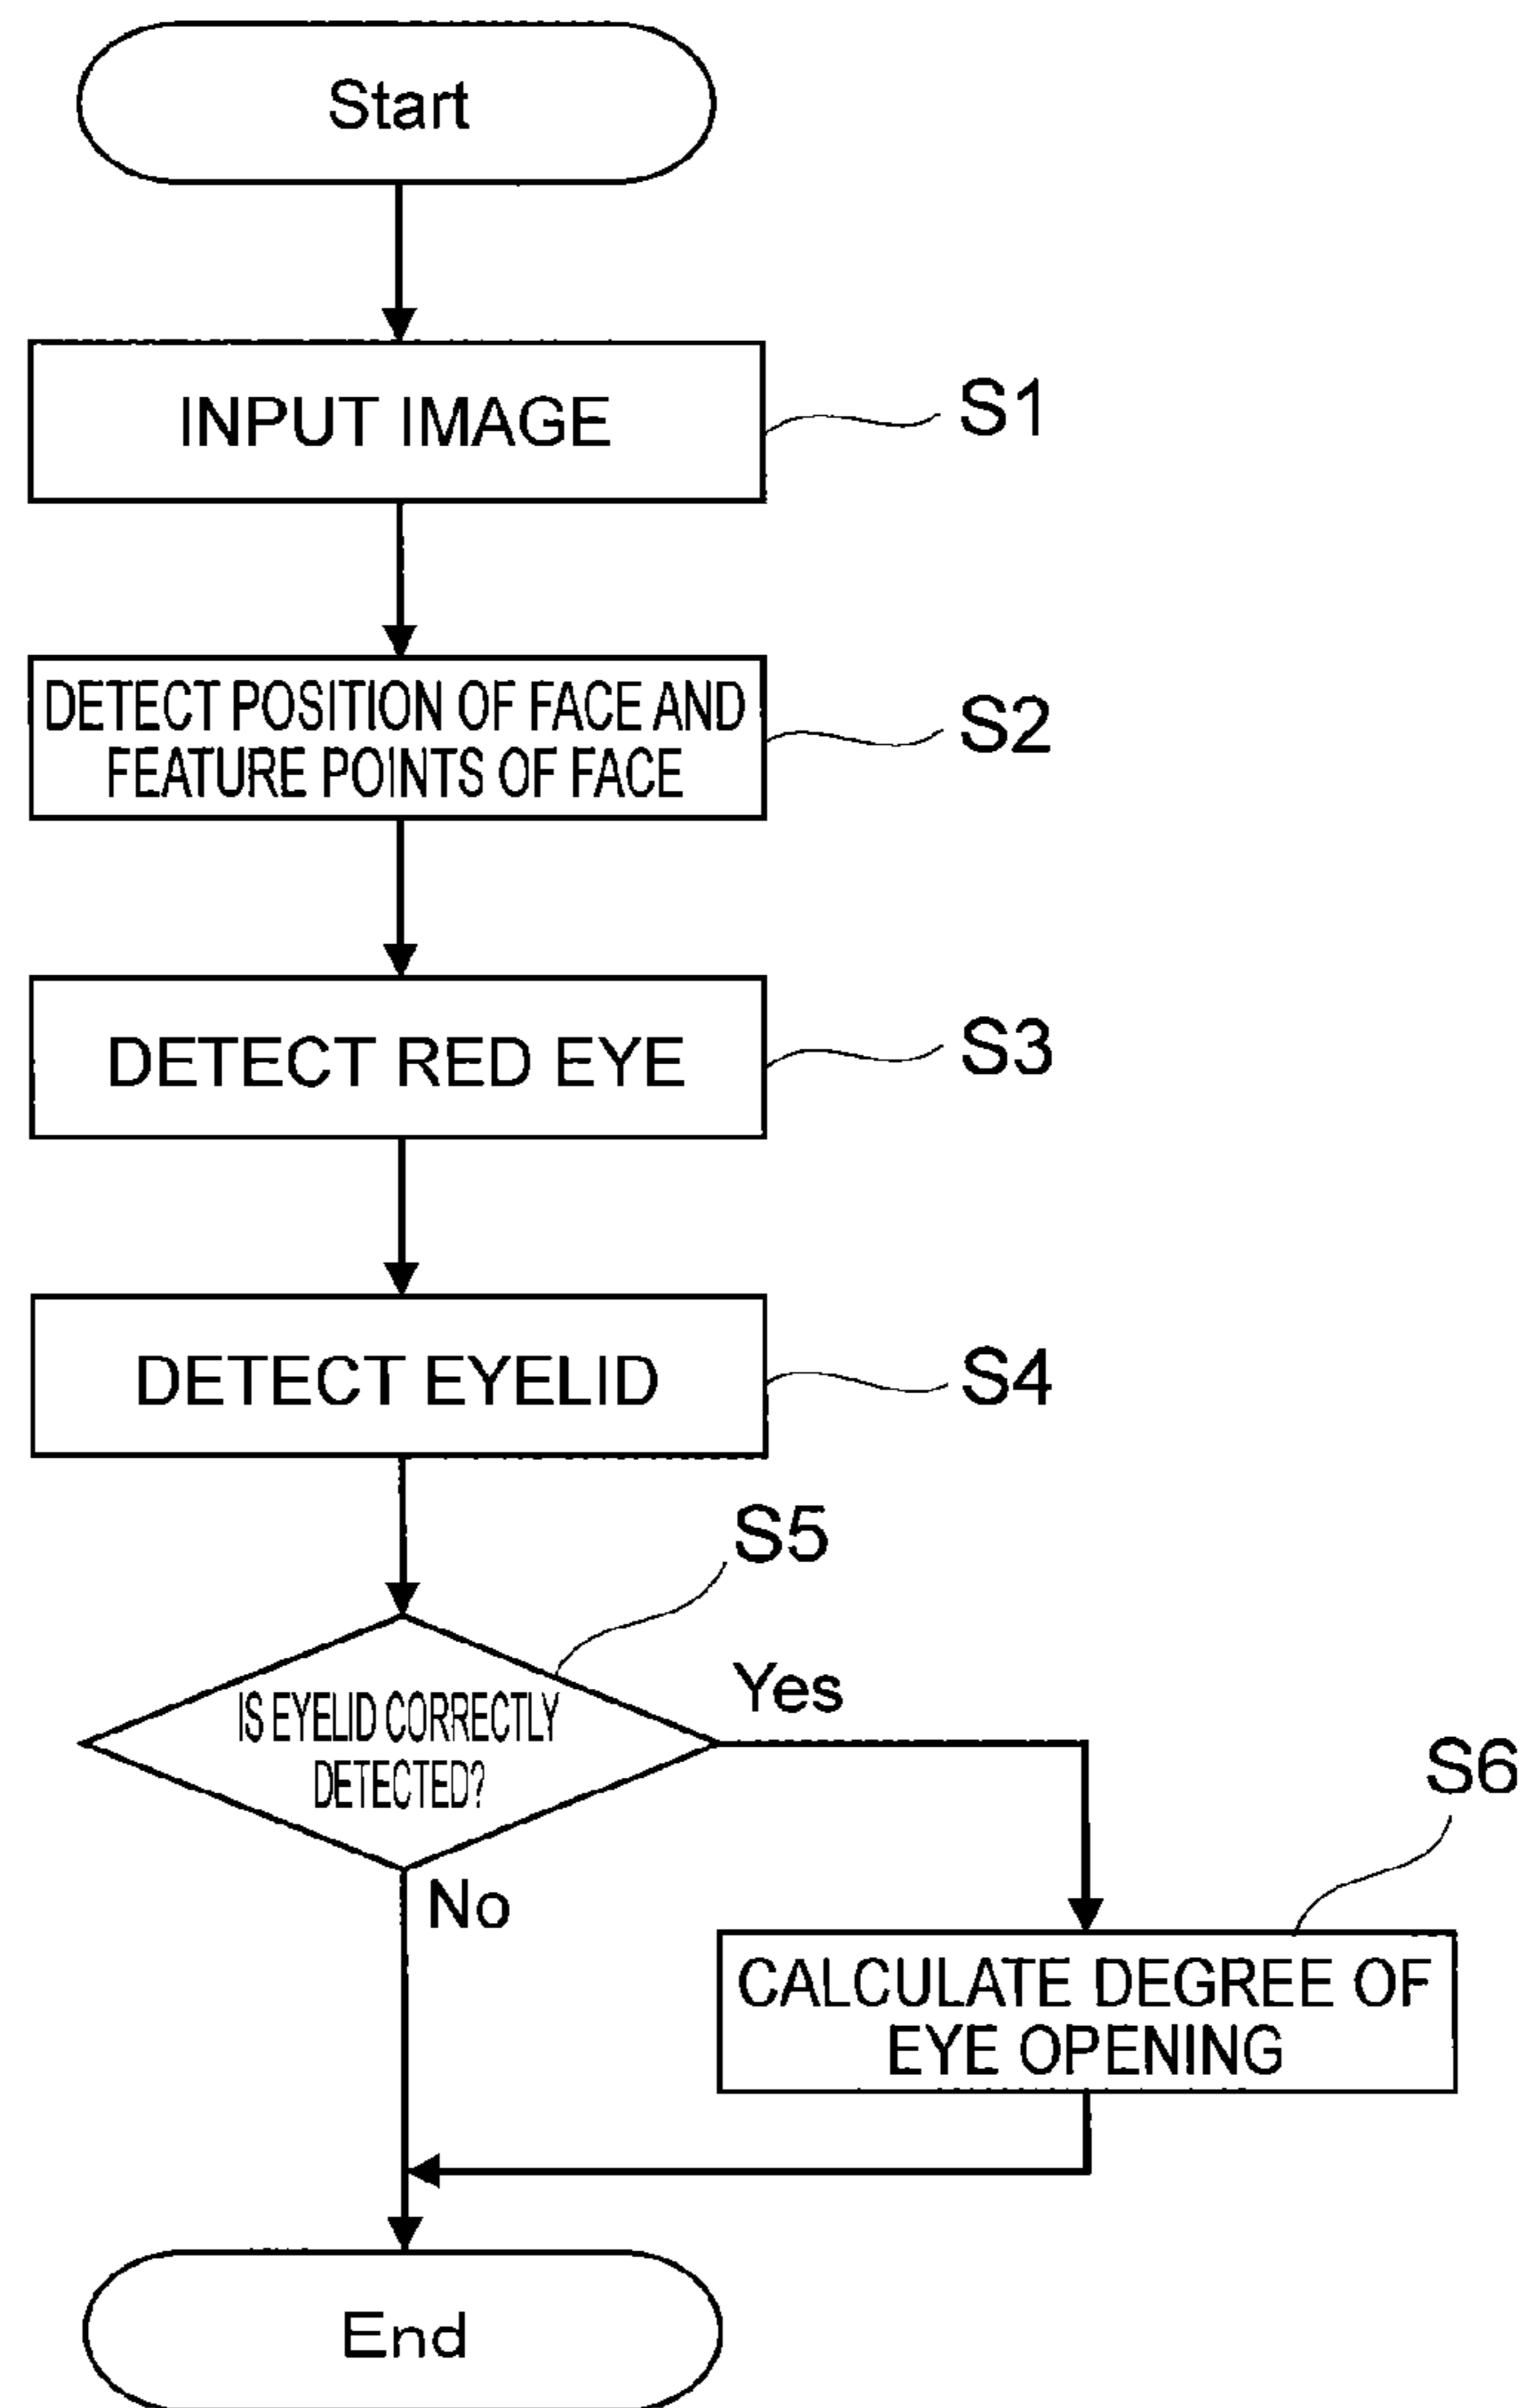 Start
INPUT IMAGE
S1
DETECT POSITION OF FACE AND
FEATURE POINTS OF FACE
S2
DETECT RED EYE
S3
DETECT EYELID
S4
S5
IS EYELID CORRECTLY
DETECTED?
Yes
No
S6
CALCULATE DEGREE OF
EYE OPENING
End